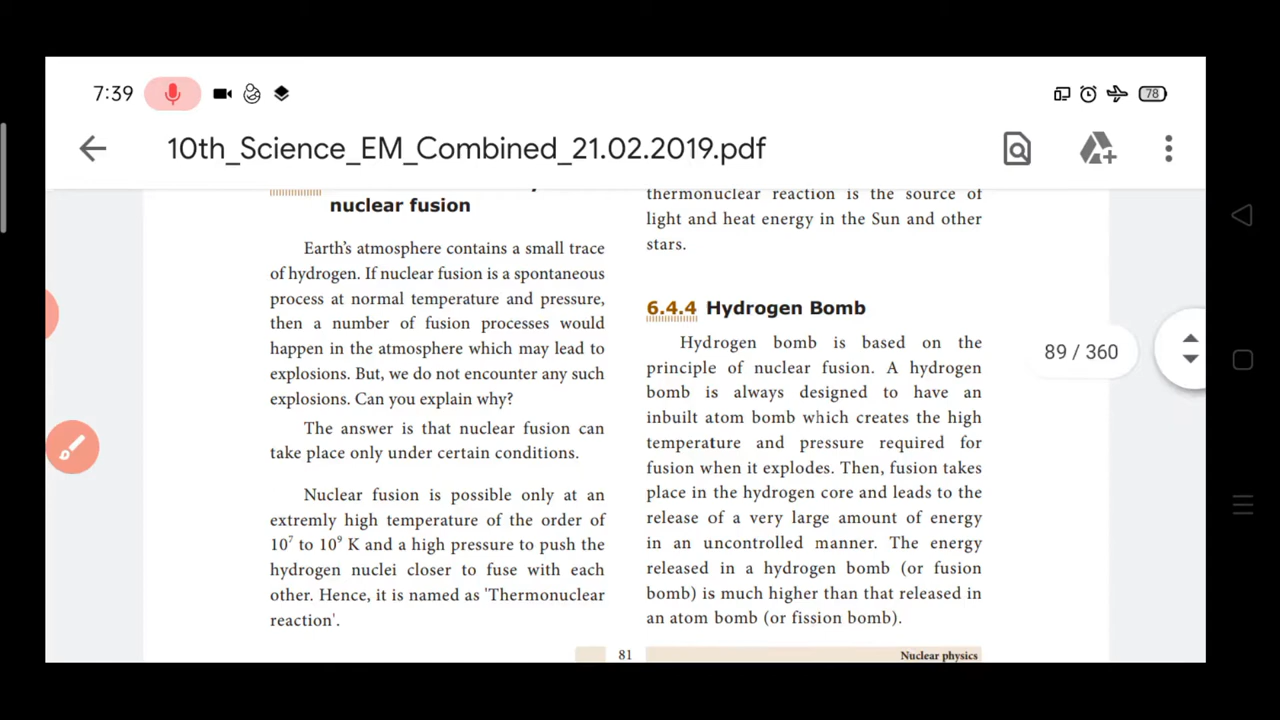 7:39
78
10th_Science_EM_Combined_21.02.2019.pdf
nuclear fusion
Earth's atmosphere contains a small trace
of hydrogen. If nuclear fusion is a spontaneous
process at normal temperature and pressure,
then a number of fusion processes would
happen in the atmosphere which may lead to
explosions. But, we do not encounter any such
explosions. Can you explain why?
The answer is that nuclear fusion can
take place only under certain conditions.
Nuclear fusion is possible only at an
extremely high temperature of the order of
10⁷ to 10⁹ K and a high pressure to push the
hydrogen nuclei closer to fuse with each
other. Hence, it is named as 'Thermonuclear
reaction'.
thermonuclear reaction is the source of
light and heat energy in the Sun and other
stars.
6.4.4 Hydrogen Bomb
Hydrogen bomb is based on the
principle of nuclear fusion. A hydrogen
bomb is always designed to have an
inbuilt atom bomb which creates the high
temperature and pressure required for
fusion when it explodes. Then, fusion takes
place in the hydrogen core and leads to the
release of a very large amount of energy
in an uncontrolled manner. The energy
released in a hydrogen bomb (or fusion
bomb) is much higher than that released in
an atom bomb (or fission bomb).
89 / 360
81
Nuclear physics